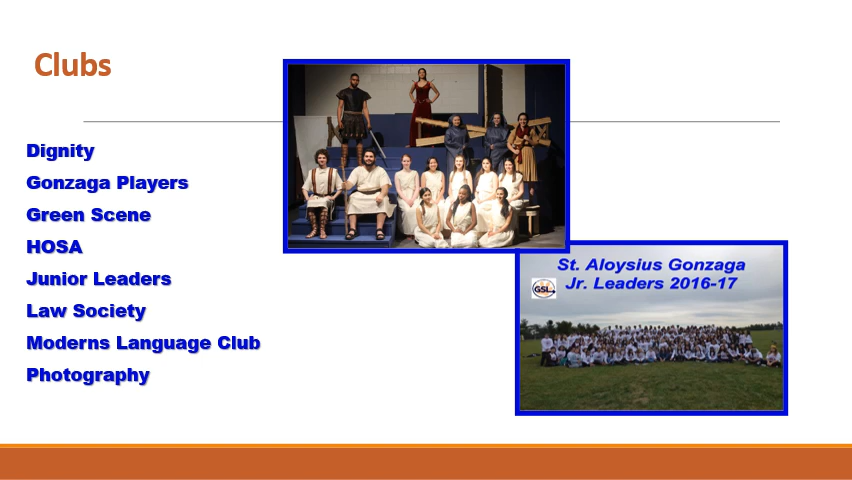 Clubs
Dignity
Gonzaga Players
Green Scene
HOSA
Junior Leaders
Law Society
Moderns Language Club
Photography
St. Aloysius Gonzaga
GSL
Jr. Leaders 2016-17